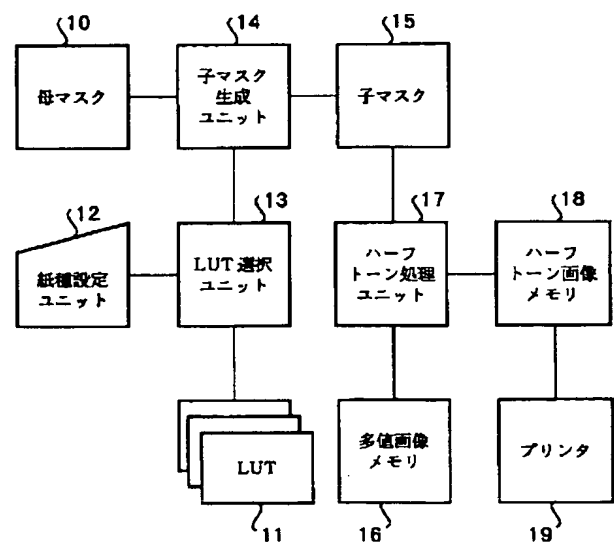 10
14
15
母マスク
子マスク
生成
ユニット
子マスク
12
13
17
18
紙種設定
ユニット
LUT選択
ユニット
ハーフ
トーン処理
ユニット
ハーフ
トーン画像
メモリ
LUT
多値画像
メモリ
プリンタ
11
16
19